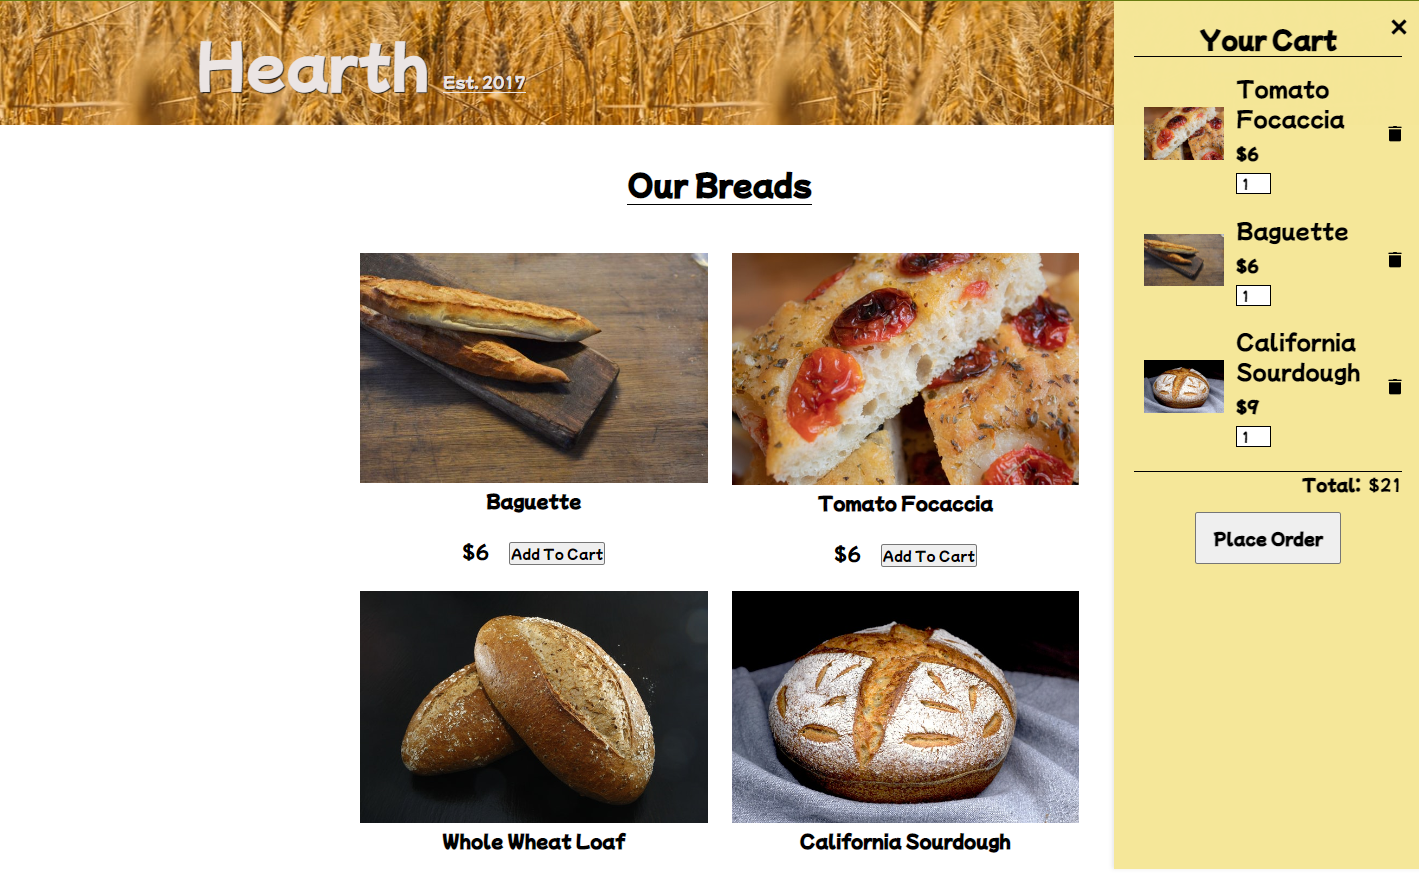 Hearth Est. 2017
Our Breads
Baguette
$6 Add To Cart
Tomato Focaccia
$6 Add To Cart
Whole Wheat Loaf
California Sourdough
Your Cart ×
Tomato
Focaccia
$6
1
Baguette
$6
1
California
Sourdough
$9
1
Total: $21
Place Order